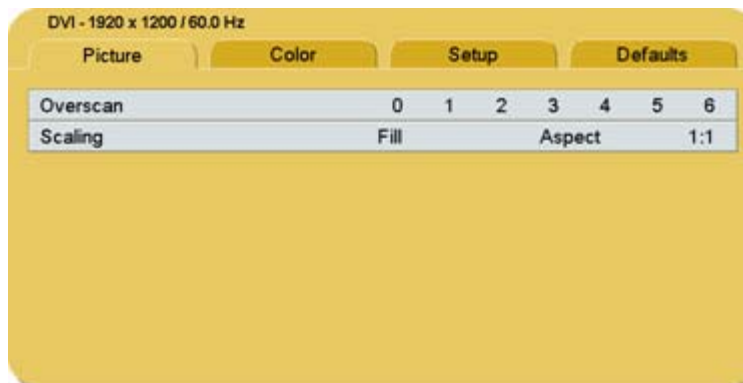 DVI - 1920 x 1200 / 60.0 Hz
Picture Color Setup Defaults
Overscan 0 1 2 3 4 5 6
Scaling Fill Aspect 1:1